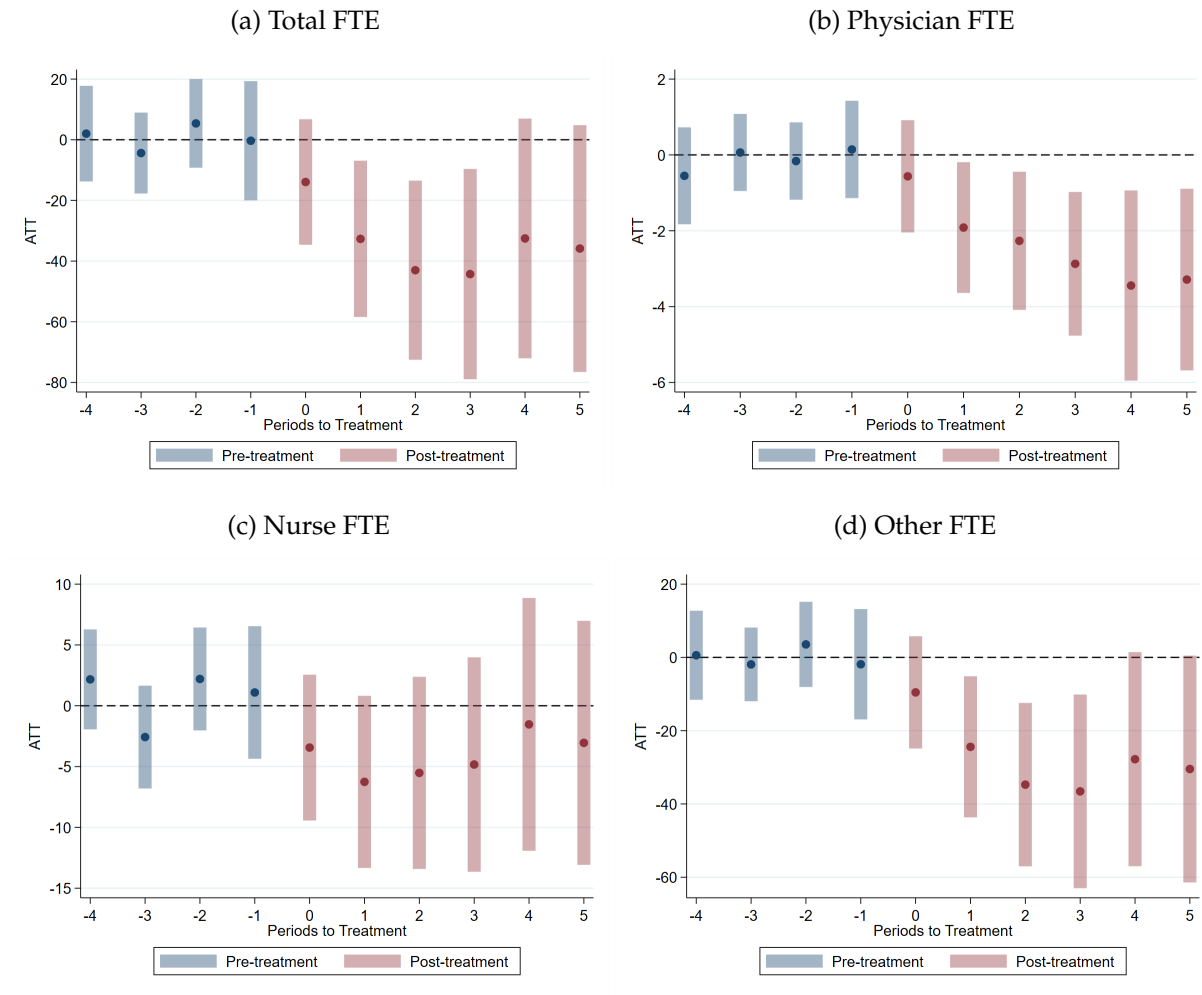 (a) Total FTE
20
0
-20
-40
-60
-80
ATT
-4 -3 -2 -1 0 1 2 3 4 5
Periods to Treatment
Pre-treatment Post-treatment
(b) Physician FTE
2
0
-2
-4
-6
ATT
-4 -3 -2 -1 0 1 2 3 4 5
Periods to Treatment
Pre-treatment Post-treatment
(c) Nurse FTE
10
5
0
-5
-10
-15
ATT
-4 -3 -2 -1 0 1 2 3 4 5
Periods to Treatment
Pre-treatment Post-treatment
(d) Other FTE
20
0
-20
-40
-60
ATT
-4 -3 -2 -1 0 1 2 3 4 5
Periods to Treatment
Pre-treatment Post-treatment